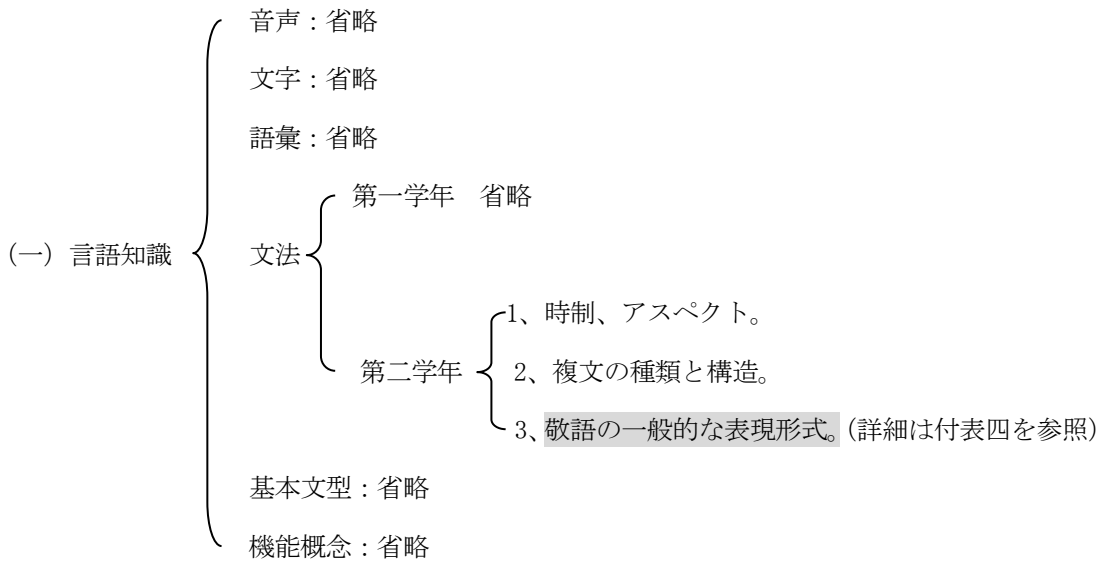 音声：省略
文字：省略
語彙：省略
第一学年　省略
(一) 言語知識
文法
1、時制、アスペクト。
第二学年
2、複文の種類と構造。
3、敬語の一般的な表現形式。(詳細は付表四を参照)
基本文型：省略
機能概念：省略